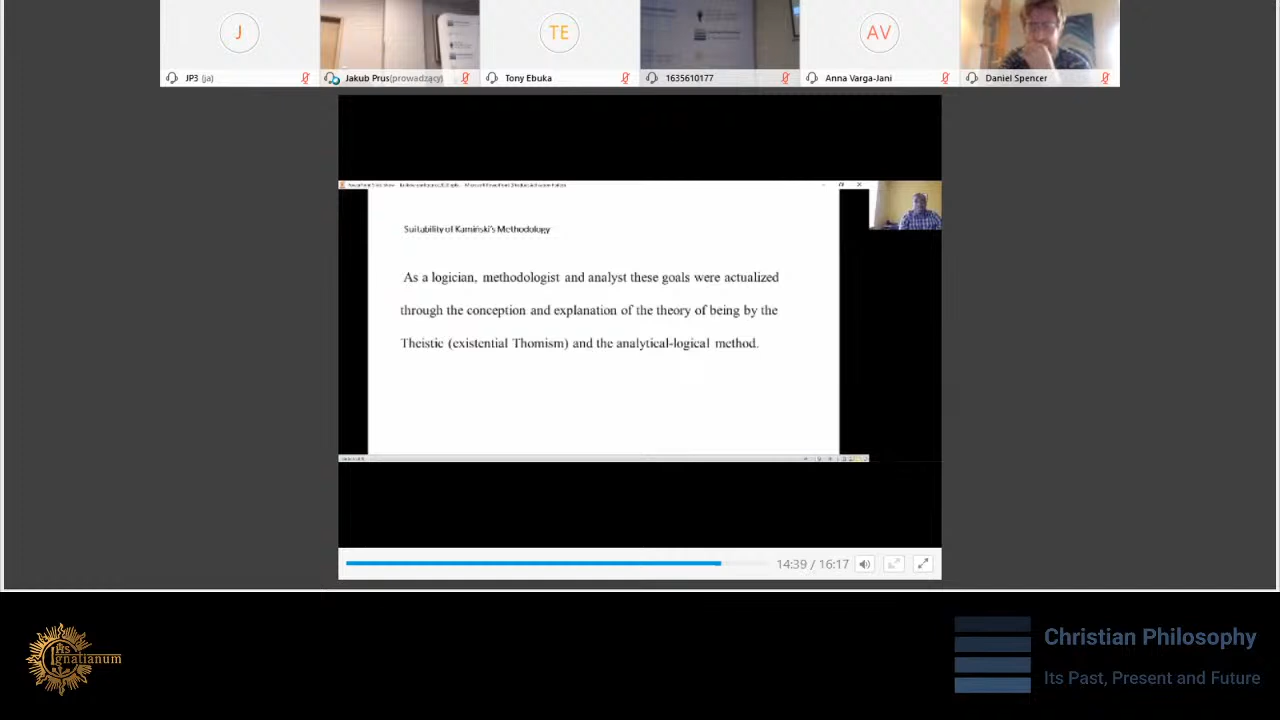 J
TE
AV
JP3 (ja)
Jakub Prus(prowadzący)
Tony Ebuka
1635610177
Anna Varga-Jani
Daniel Spencer
Suitability of Kamiński's Methodology
As a logician, methodologist and analyst these goals were actualized
through the conception and explanation of the theory of being by the
Theistic (existential Thomism) and the analytical-logical method.
14:39 / 16:17
Ignatianum
Christian Philosophy
Its Past, Present and Future